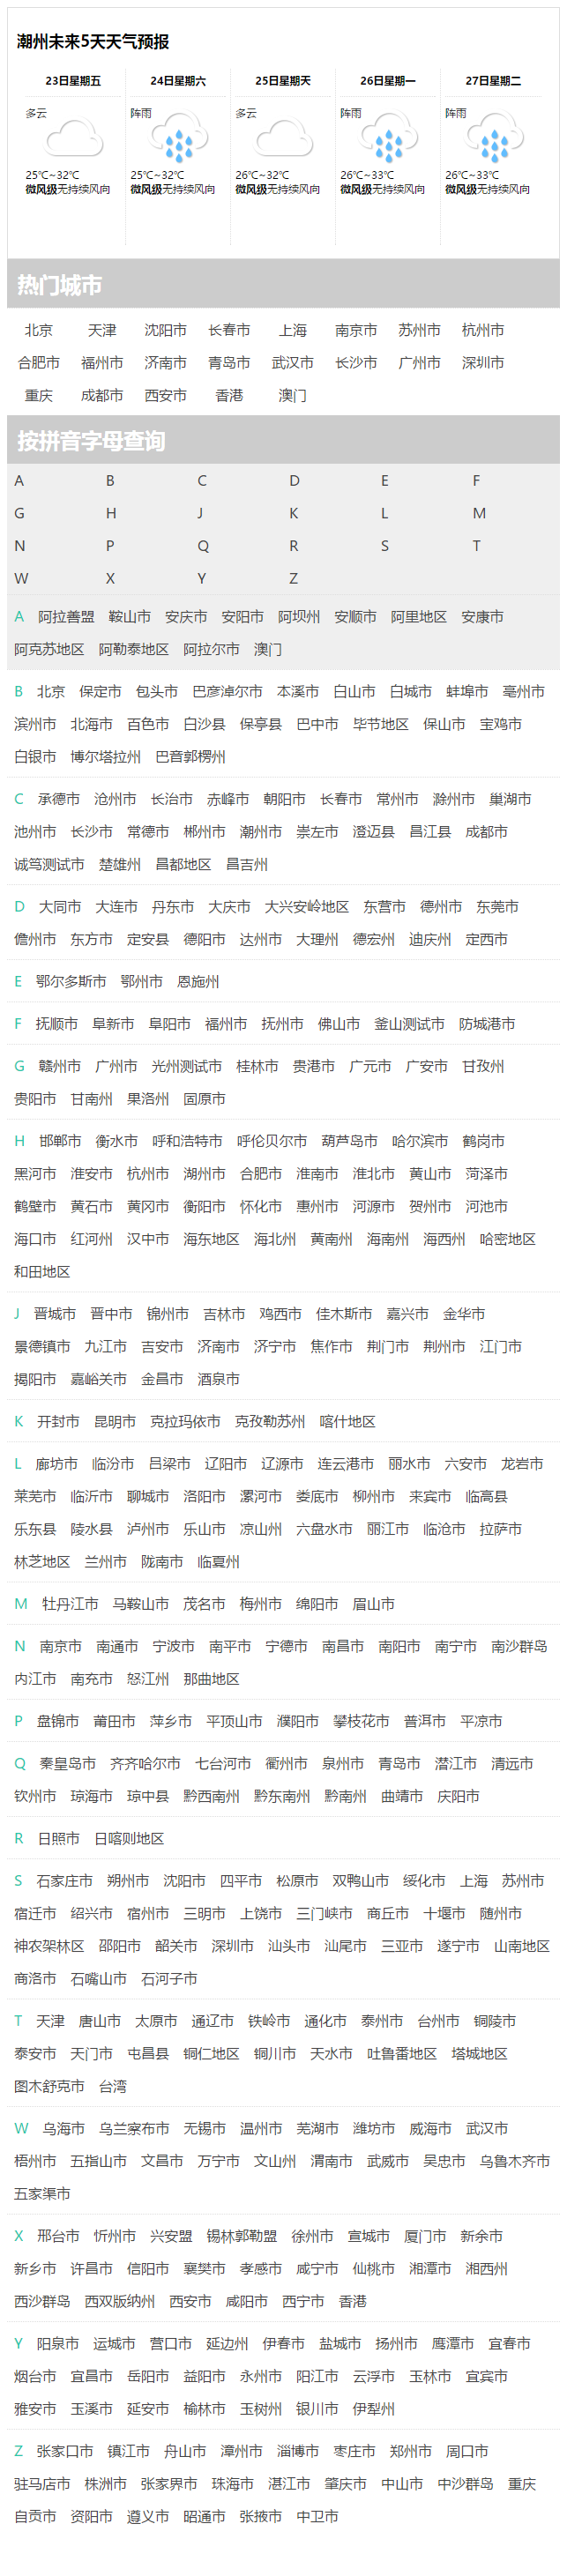 潮州未来5天天气预报
23日星期五 24日星期六 25日星期天 26日星期一 27日星期二
多云 阵雨 多云 阵雨 阵雨
25℃~32℃ 25℃~32℃ 26℃~32℃ 26℃~33℃ 26℃~33℃
微风级无持续风向 微风级无持续风向 微风级无持续风向 微风级无持续风向 微风级无持续风向
热门城市
北京 天津 沈阳市 长春市 上海 南京市 苏州市 杭州市
合肥市 福州市 济南市 青岛市 武汉市 长沙市 广州市 深圳市
重庆 成都市 西安市 香港 澳门
按拼音字母查询
A B C D E F
G H J K L M
N P Q R S T
W X Y Z
A 阿拉善盟 鞍山市 安庆市 安阳市 阿坝州 安顺市 阿里地区 安康市
阿克苏地区 阿勒泰地区 阿拉尔市 澳门
B 北京 保定市 包头市 巴彦淖尔市 本溪市 白山市 白城市 蚌埠市 亳州市
滨州市 北海市 百色市 白沙县 保亭县 巴中市 毕节地区 保山市 宝鸡市
白银市 博尔塔拉州 巴音郭楞州
C 承德市 沧州市 长治市 赤峰市 朝阳市 长春市 常州市 滁州市 巢湖市
池州市 长沙市 常德市 郴州市 潮州市 崇左市 澄迈县 昌江县 成都市
诚笃测试市 楚雄州 昌都地区 昌吉州
D 大同市 大连市 丹东市 大庆市 大兴安岭地区 东营市 德州市 东莞市
儋州市 东方市 定安县 德阳市 达州市 大理州 德宏州 迪庆州 定西市
E 鄂尔多斯市 鄂州市 恩施州
F 抚顺市 阜新市 阜阳市 福州市 抚州市 佛山市 釜山测试市 防城港市
G 赣州市 广州市 光州测试市 桂林市 贵港市 广元市 广安市 甘孜州
贵阳市 甘南州 果洛州 固原市
H 邯郸市 衡水市 呼和浩特市 呼伦贝尔市 葫芦岛市 哈尔滨市 鹤岗市
黑河市 淮安市 杭州市 湖州市 合肥市 淮南市 淮北市 黄山市 菏泽市
鹤壁市 黄石市 黄冈市 衡阳市 怀化市 惠州市 河源市 贺州市 河池市
海口市 红河州 汉中市 海东地区 海北州 黄南州 海南州 海西州 哈密地区
和田地区
J 晋城市 晋中市 锦州市 吉林市 鸡西市 佳木斯市 嘉兴市 金华市
景德镇市 九江市 吉安市 济南市 济宁市 焦作市 荆门市 荆州市 江门市
揭阳市 嘉峪关市 金昌市 酒泉市
K 开封市 昆明市 克拉玛依市 克孜勒苏州 喀什地区
L 廊坊市 临汾市 吕梁市 辽阳市 辽源市 连云港市 丽水市 六安市 龙岩市
莱芜市 临沂市 聊城市 洛阳市 漯河市 娄底市 柳州市 来宾市 临高县
乐东县 陵水县 泸州市 乐山市 凉山州 六盘水市 丽江市 临沧市 拉萨市
林芝地区 兰州市 陇南市 临夏州
M 牡丹江市 马鞍山市 茂名市 梅州市 绵阳市 眉山市
N 南京市 南通市 宁波市 南平市 宁德市 南昌市 南阳市 南宁市 南沙群岛
内江市 南充市 怒江州 那曲地区
P 盘锦市 莆田市 萍乡市 平顶山市 濮阳市 攀枝花市 普洱市 平凉市
Q 秦皇岛市 齐齐哈尔市 七台河市 衢州市 泉州市 青岛市 潜江市 清远市
钦州市 琼海市 琼中县 黔西南州 黔东南州 黔南州 曲靖市 庆阳市
R 日照市 日喀则地区
S 石家庄市 朔州市 沈阳市 四平市 松原市 双鸭山市 绥化市 上海 苏州市
宿迁市 绍兴市 宿州市 三明市 上饶市 三门峡市 商丘市 十堰市 随州市
神农架林区 邵阳市 韶关市 深圳市 汕头市 汕尾市 三亚市 遂宁市 山南地区
商洛市 石嘴山市 石河子市
T 天津 唐山市 太原市 通辽市 铁岭市 通化市 泰州市 台州市 铜陵市
泰安市 天门市 屯昌县 铜仁地区 铜川市 天水市 吐鲁番地区 塔城地区
图木舒克市 台湾
W 乌海市 乌兰察布市 无锡市 温州市 芜湖市 潍坊市 威海市 武汉市
梧州市 五指山市 文昌市 万宁市 文山州 渭南市 武威市 吴忠市 乌鲁木齐市
五家渠市
X 邢台市 忻州市 兴安盟 锡林郭勒盟 徐州市 宣城市 厦门市 新余市
新乡市 许昌市 信阳市 襄樊市 孝感市 咸宁市 仙桃市 湘潭市 湘西州
西沙群岛 西双版纳州 西安市 咸阳市 西宁市 香港
Y 阳泉市 运城市 营口市 延边州 伊春市 盐城市 扬州市 鹰潭市 宜春市
烟台市 宜昌市 岳阳市 益阳市 永州市 阳江市 云浮市 玉林市 宜宾市
雅安市 玉溪市 延安市 榆林市 玉树州 银川市 伊犁州
Z 张家口市 镇江市 舟山市 漳州市 淄博市 枣庄市 郑州市 周口市
驻马店市 株洲市 张家界市 珠海市 湛江市 肇庆市 中山市 中沙群岛 重庆
自贡市 资阳市 遵义市 昭通市 张掖市 中卫市